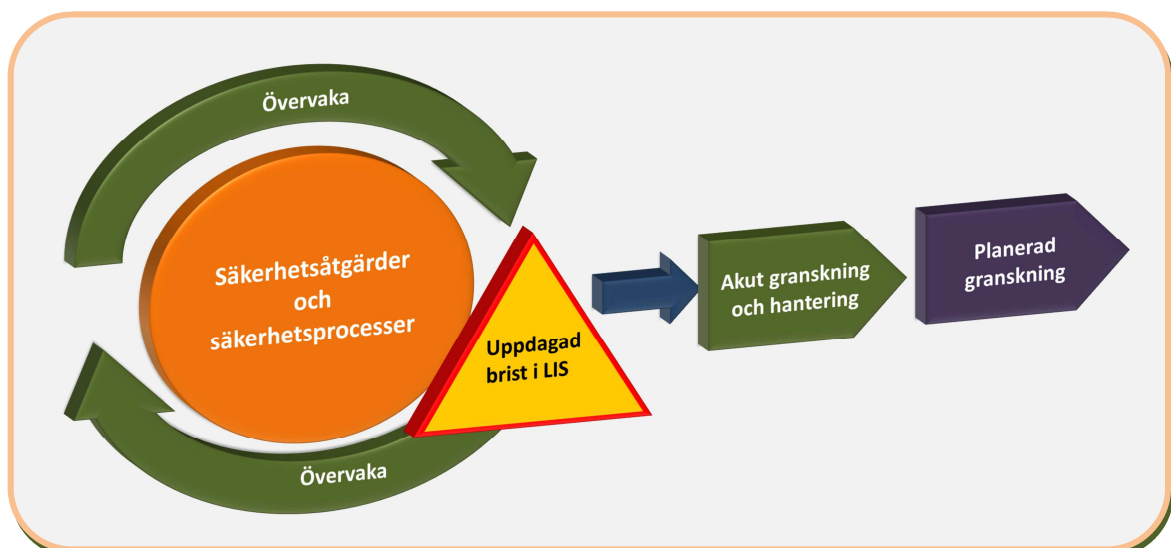 Övervaka
Säkerhetsåtgärder
och
säkerhetsprocesser
Uppdagad
brist i LIS
Akut granskning
och hantering
Planerad
granskning
Övervaka